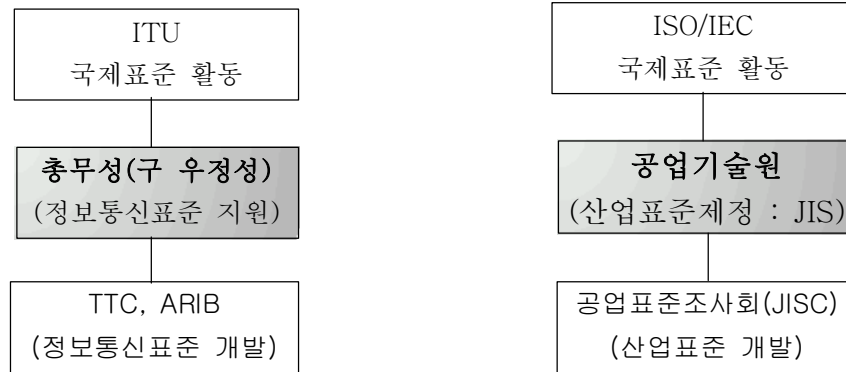 ITU
국제표준 활동
총무성(구 우정성)
(정보통신표준 지원)
TTC, ARIB
(정보통신표준 개발)
ISO/IEC
국제표준 활동
공업기술원
(산업표준제정 : JIS)
공업표준조사회(JISC)
(산업표준 개발)